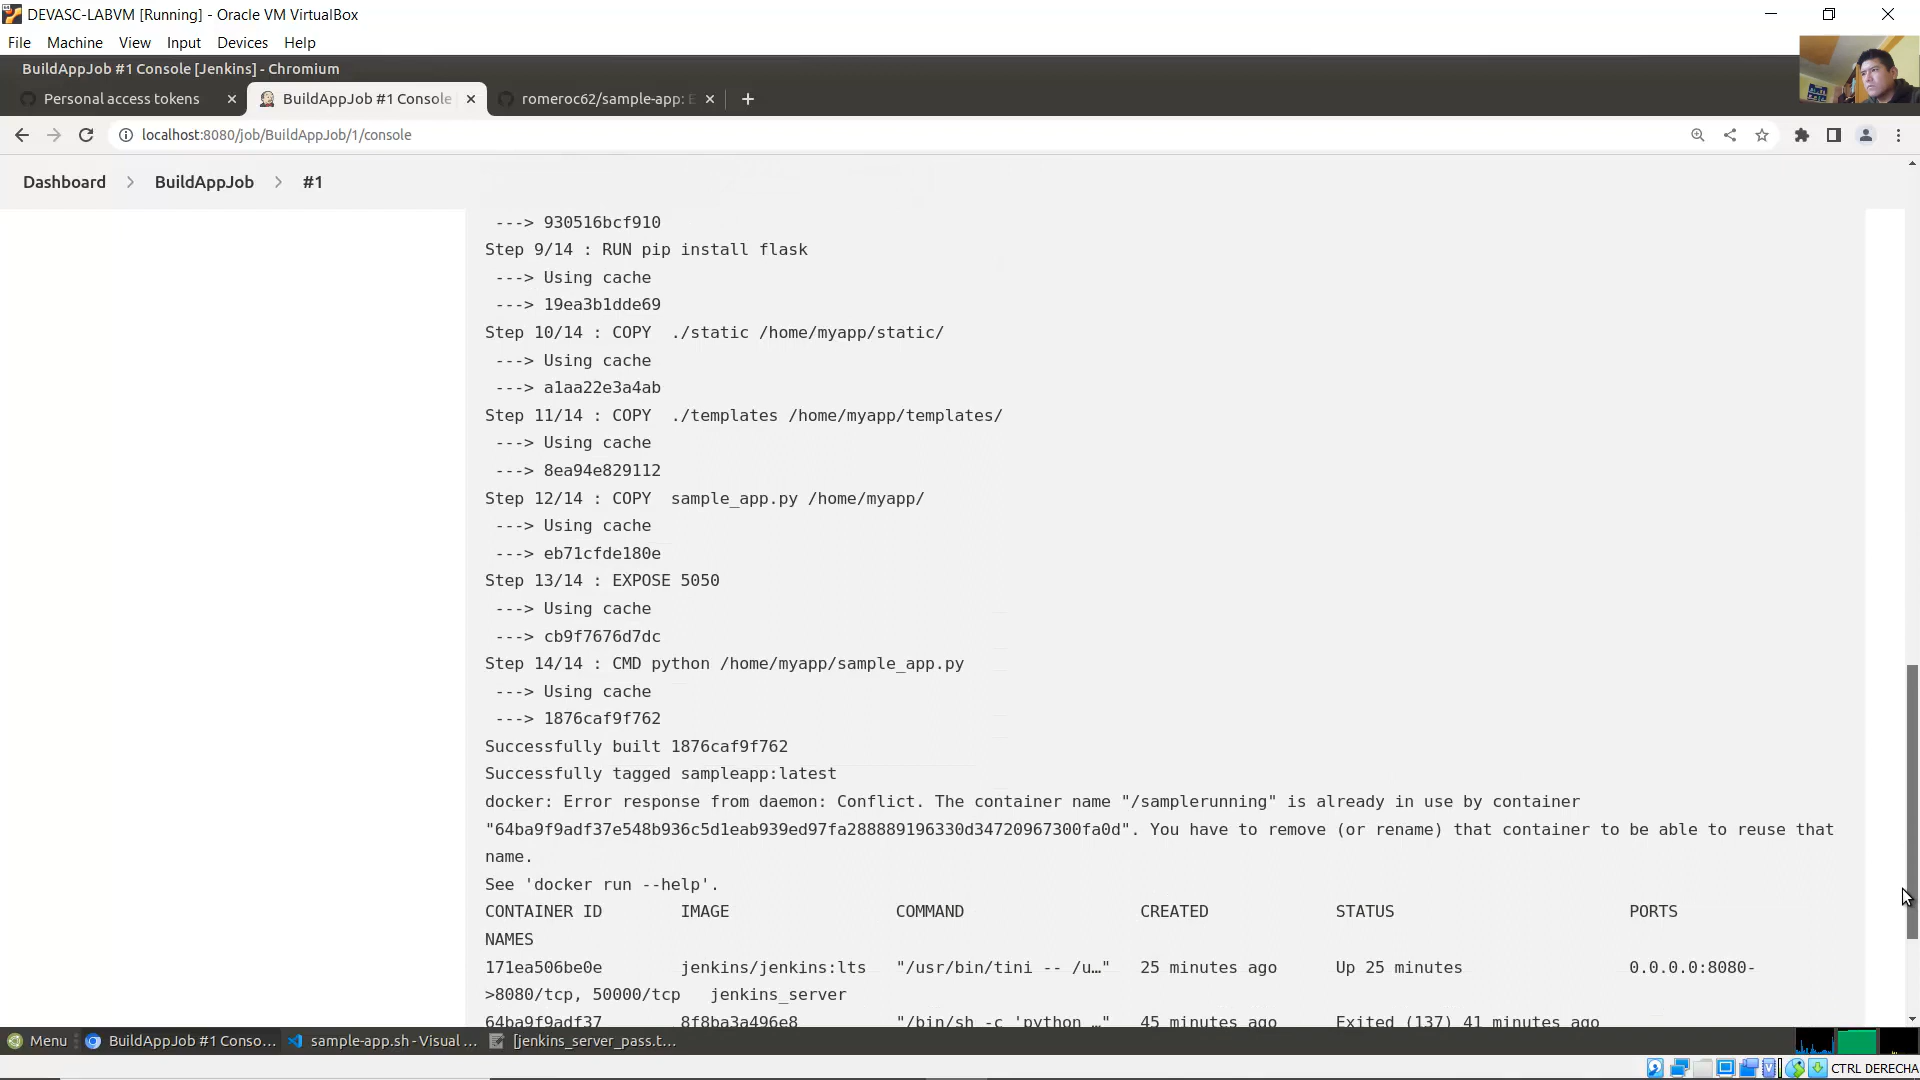 DEVASC-LABVM [Running] - Oracle VM VirtualBox
File Machine View Input Devices Help
BuildAppJob #1 Console [Jenkins] - Chromium
Personal access tokens
BuildAppJob #1 Console
romeroc62/sample-app: E
localhost:8080/job/BuildAppJob/1/console
Dashboard > BuildAppJob > #1
---> 930516bcf910
Step 9/14 : RUN pip install flask
---> Using cache
---> 19ea3b1dde69
Step 10/14 : COPY  ./static /home/myapp/static/
---> Using cache
---> a1aa22e3a4ab
Step 11/14 : COPY  ./templates /home/myapp/templates/
---> Using cache
---> 8ea94e829112
Step 12/14 : COPY  sample_app.py /home/myapp/
---> Using cache
---> eb71cfde180e
Step 13/14 : EXPOSE 5050
---> Using cache
---> cb9f7676d7dc
Step 14/14 : CMD python /home/myapp/sample_app.py
---> Using cache
---> 1876caf9f762
Successfully built 1876caf9f762
Successfully tagged sampleapp:latest
docker: Error response from daemon: Conflict. The container name "/samplerunning" is already in use by container
"64ba9f9adf37e548b936c5d1eab939ed97fa288889196330d34720967300fa0d". You have to remove (or rename) that container to be able to reuse that
name.
See 'docker run --help'.
CONTAINER ID IMAGE COMMAND CREATED STATUS PORTS
NAMES
171ea506be0e jenkins/jenkins:lts "/usr/bin/tini -- /u…" 25 minutes ago Up 25 minutes 0.0.0.0:8080-
>8080/tcp, 50000/tcp jenkins_server
64ba9f9adf37 8f8ba3a496e8 "/bin/sh -c 'python …" 45 minutes ago Exited (137) 41 minutes ago
Menu
BuildAppJob #1 Conso...
sample-app.sh - Visual ...
[jenkins_server_pass.t...
CTRL DERECHA